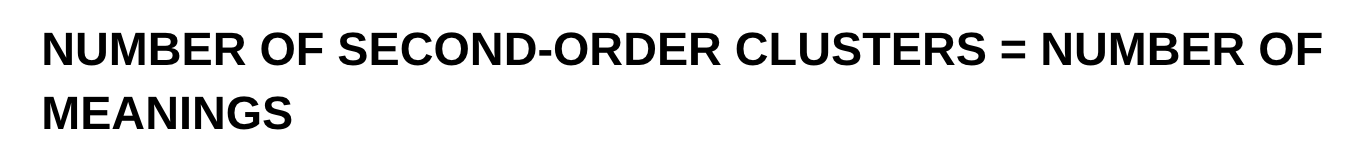 NUMBER OF SECOND-ORDER CLUSTERS = NUMBER OF
MEANINGS